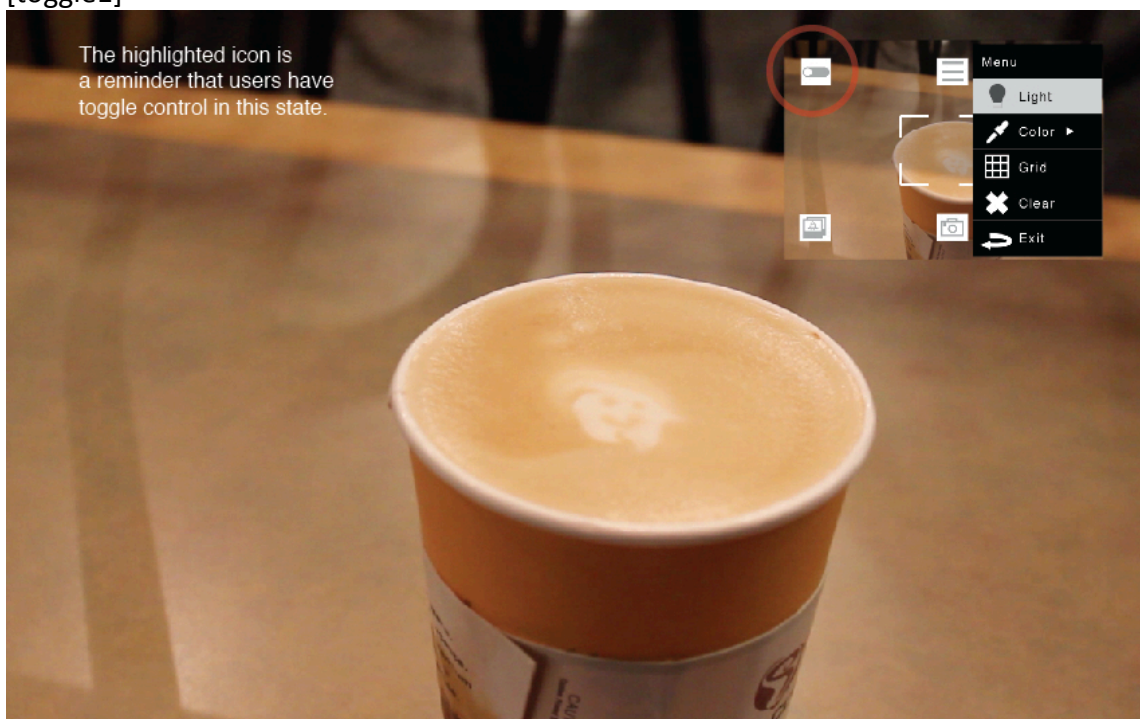 [toggle1]
The highlighted icon is
a reminder that users have
toggle control in this state.
Menu
Light
Color
Grid
Clear
Exit